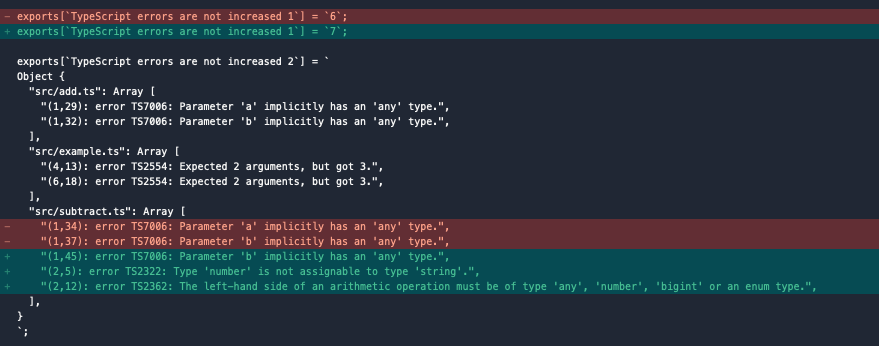 - exports[`TypeScript errors are not increased 1`] = `6`;
+ exports[`TypeScript errors are not increased 1`] = `7`;

  exports[`TypeScript errors are not increased 2`] = `
  Object {
    "src/add.ts": Array [
      "(1,29): error TS7006: Parameter 'a' implicitly has an 'any' type.",
      "(1,32): error TS7006: Parameter 'b' implicitly has an 'any' type.",
    ],
    "src/example.ts": Array [
      "(4,13): error TS2554: Expected 2 arguments, but got 3.",
      "(6,18): error TS2554: Expected 2 arguments, but got 3.",
    ],
    "src/subtract.ts": Array [
-     "(1,34): error TS7006: Parameter 'a' implicitly has an 'any' type.",
-     "(1,37): error TS7006: Parameter 'b' implicitly has an 'any' type.",
+     "(1,45): error TS7006: Parameter 'b' implicitly has an 'any' type.",
+     "(2,5): error TS2322: Type 'number' is not assignable to type 'string'.",
+     "(2,12): error TS2362: The left-hand side of an arithmetic operation must be of type 'any', 'number', 'bigint' or an enum type.",
    ],
  }
  `;